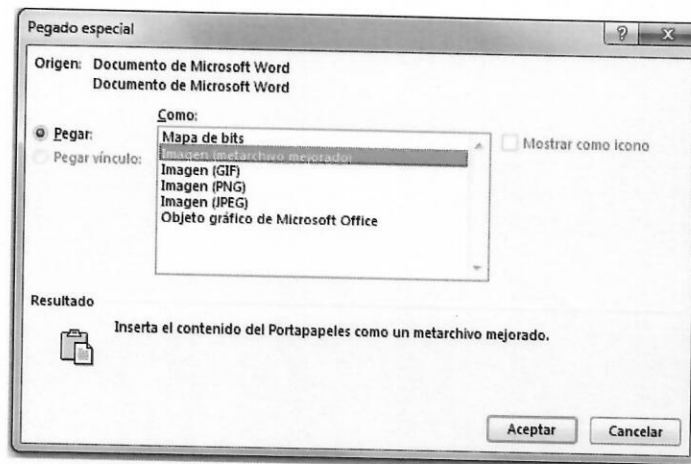 Pegado especial
Origen: Documento de Microsoft Word
Documento de Microsoft Word
Como:
Pegar:
Pegar vínculo:
Mapa de bits
Imagen (metarchivo mejorado)
Imagen (GIF)
Imagen (PNG)
Imagen (JPEG)
Objeto gráfico de Microsoft Office
Mostrar como icono
Resultado
Inserta el contenido del Portapapeles como un metarchivo mejorado.
Aceptar
Cancelar